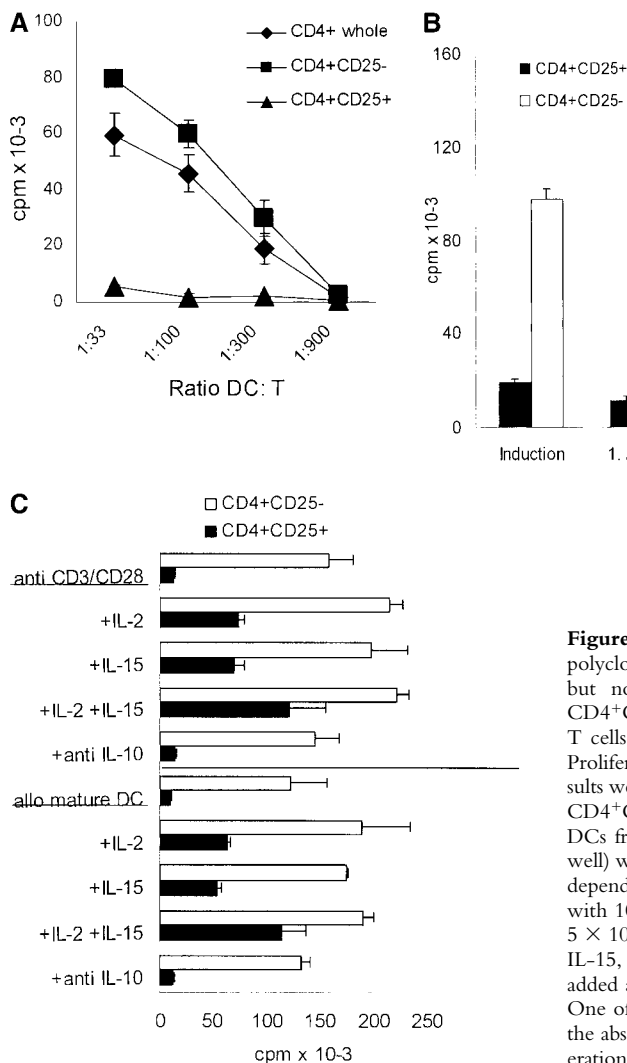 A
100
80
60
40
20
0
cpm x 10-3
CD4+ whole
CD4+CD25-
CD4+CD25+
1:33
1:100
1:300
1:900
Ratio DC: T
B
160
120
80
40
0
cpm x 10-3
CD4+CD25+
CD4+CD25-
Induction
1.
C
CD4+CD25-
CD4+CD25+
anti CD3/CD28
+IL-2
+IL-15
+IL-2 +IL-15
+anti IL-10
allo mature DC
+IL-2
+IL-15
+IL-2 +IL-15
+anti IL-10
0 50 100 150 200 250
cpm x 10-3
Figure
polyclo
but no
CD4+C
T cells
Prolifer
sults we
CD4+C
DCs fr
well) w
depend
with 10
5 × 10
IL-15,
added a
One of
the abs
eration